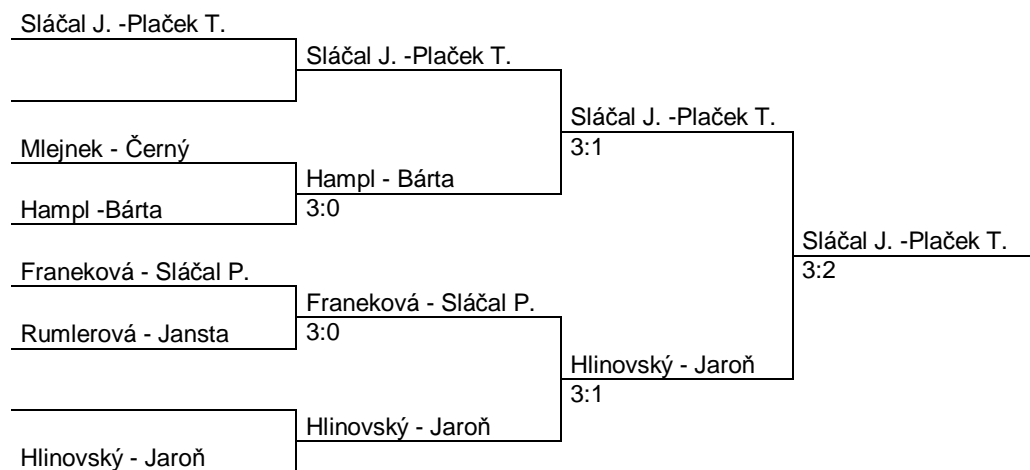 Sláčal J. -Plaček T.
Sláčal J. -Plaček T.
Sláčal J. -Plaček T.
Mlejnek - Černý
3:1
Hampl - Bárta
Hampl -Bárta
3:0
Sláčal J. -Plaček T.
Franeková - Sláčal P.
3:2
Franeková - Sláčal P.
Rumlerová - Jansta
3:0
Hlinovský - Jaroň
3:1
Hlinovský - Jaroň
Hlinovský - Jaroň